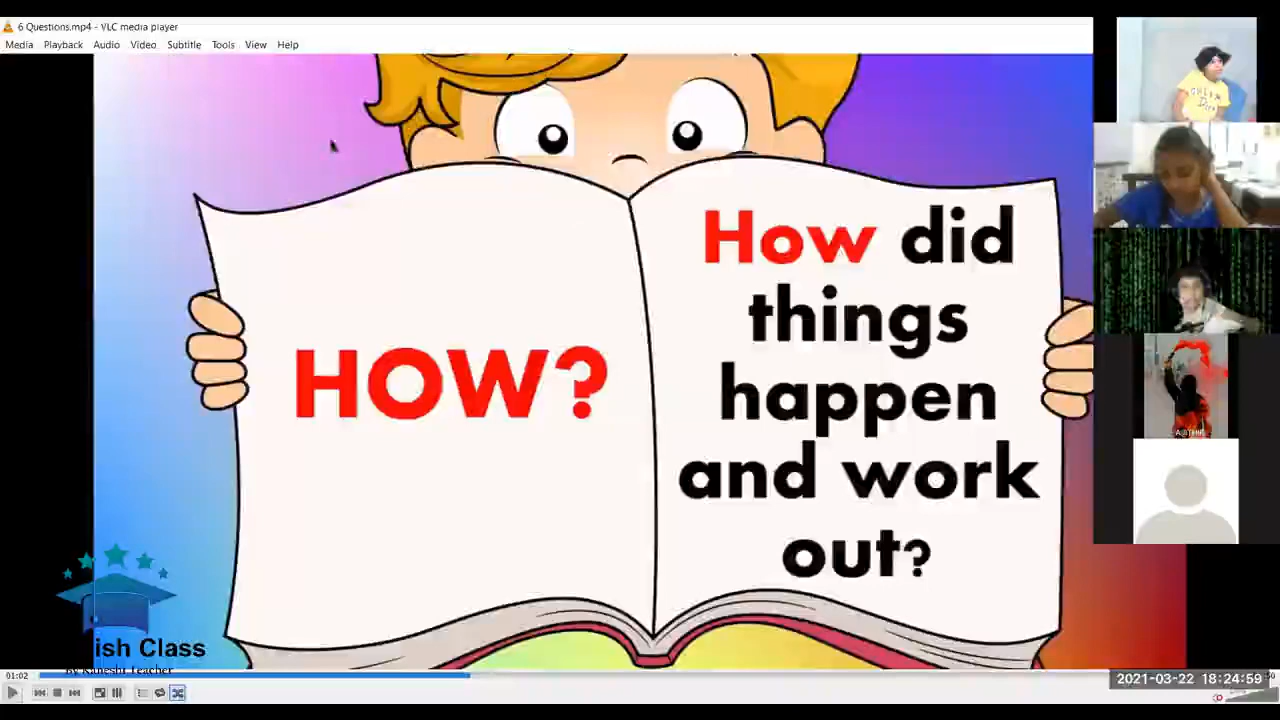 6 Questions.mp4 - VLC media player
Media Playback Audio Video Subtitle Tools View Help
HOW?
How did
things
happen
and work
out?
ish Class
Teacher
01:02
2021-03-22 18:24:59